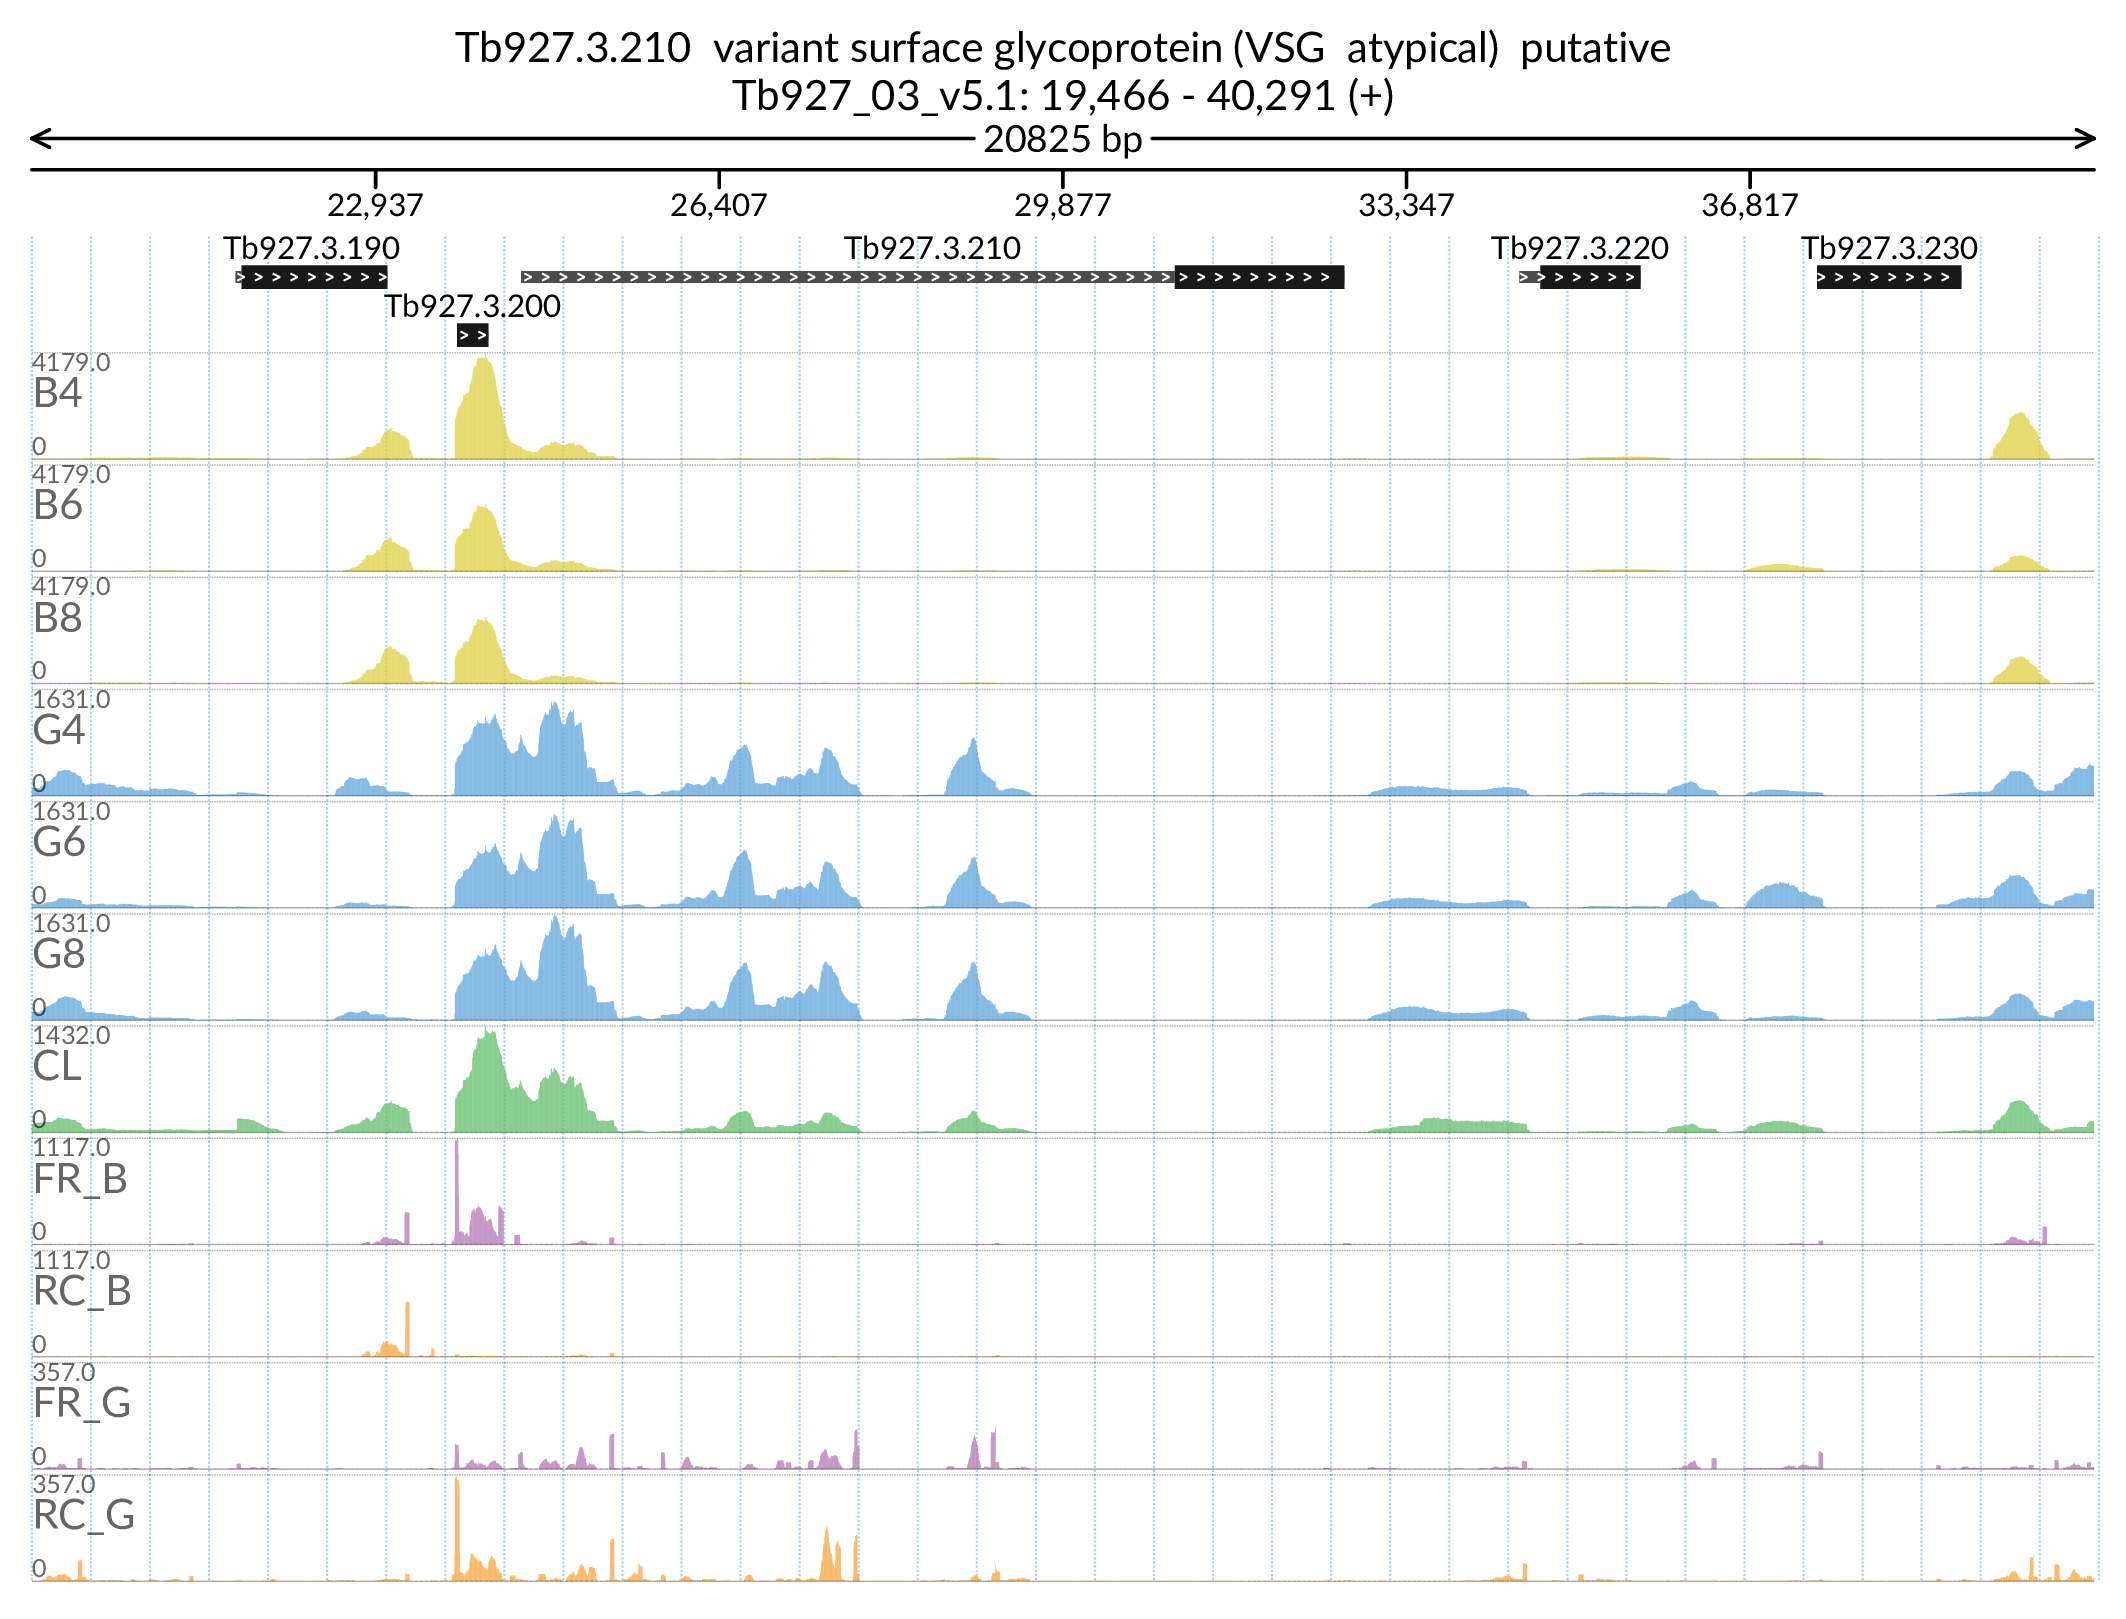 Tb927.3.210 variant surface glycoprotein (VSG atypical) putative
Tb927_03_v5.1: 19,466 - 40,291 (+)
20825 bp
22,937 26,407 29,877 33,347 36,817
Tb927.3.190 Tb927.3.210 Tb927.3.220 Tb927.3.230
Tb927.3.200
4179.0
B4
0
4179.0
B6
0
4179.0
B8
0
1631.0
G4
0
1631.0
G6
0
1631.0
G8
0
1432.0
CL
0
1117.0
FR_B
0
1117.0
RC_B
0
357.0
FR_G
0
357.0
RC_G
0